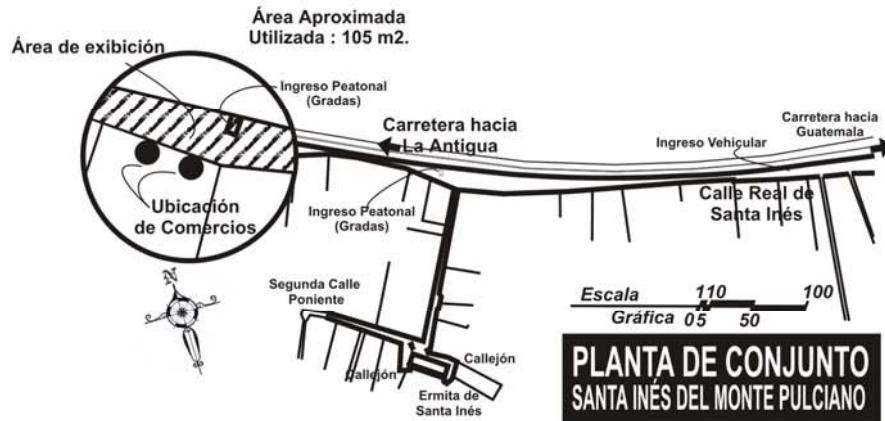 Área Aproximada
Utilizada : 105 m2.
Área de exibición
Ingreso Peatonal
(Gradas)
Carretera hacia
La Antigua
Carretera hacia
Guatemala
Ingreso Vehicular
Ubicación
de Comercios
Ingreso Peatonal
(Gradas)
Calle Real de
Santa Inés
N
Segunda Calle
Poniente
Escala
Gráfica
1 10
100
0 5
50
Callejón
Callejón
Ermita de
Santa Inés
PLANTA DE CONJUNTO
SANTA INÉS DEL MONTE PULCIANO